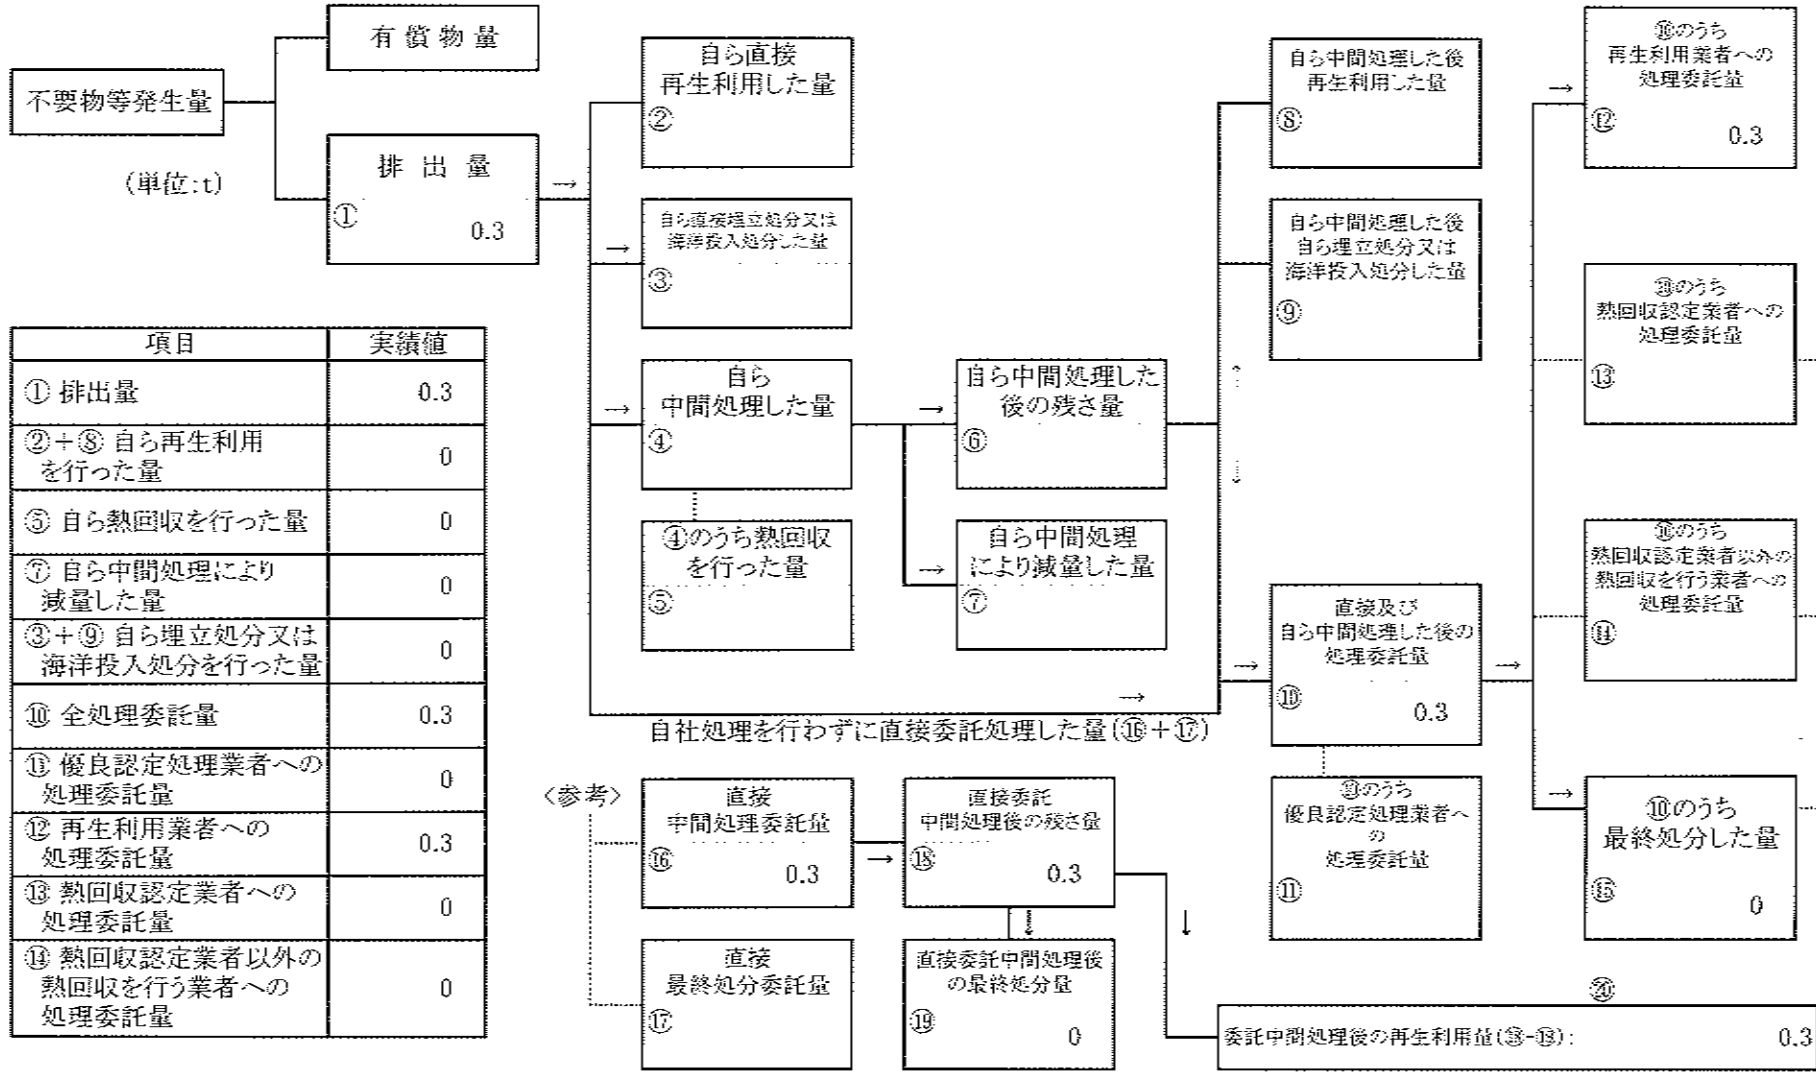 有 償 物 量
不要物等発生量
(単位:t)
排 出 量
①
0.3
→
自ら直接
再生利用した量
②
→
自ら直接埋立処分又は
海洋投入処分した量
③
→
自ら
中間処理した量
④
④のうち熱回収
を行った量
⑤
→
自ら中間処理した
後の残さ量
⑥
→
自ら中間処理
により減量した量
⑦
自ら中間処理した後
再生利用した量
⑧
自ら中間処理した後
自ら埋立処分又は
海洋投入処分した量
⑨
↑
↓
→
自社処理を行わずに直接委託処理した量(⑯+⑰)
→
直接及び
自ら中間処理した後の
処理委託量
⑩
0.3
→
⑩のうち
優良認定処理業者へ
の
処理委託量
⑪
→
⑩のうち
再生利用業者への
処理委託量
⑫
0.3
⑩のうち
熱回収認定業者への
処理委託量
⑬
⑩のうち
熱回収認定業者以外の
熱回収を行う業者への
処理委託量
⑭
→
⑩のうち
最終処分した量
⑮
0
項目 実績値
① 排出量 0.3
②+⑧ 自ら再生利用
を行った量 0
⑤ 自ら熱回収を行った量 0
⑦ 自ら中間処理により
減量した量 0
③+⑨ 自ら埋立処分又は
海洋投入処分を行った量 0
⑩ 全処理委託量 0.3
⑪ 優良認定処理業者への
処理委託量 0
⑫ 再生利用業者への
処理委託量 0.3
⑬ 熱回収認定業者への
処理委託量 0
⑭ 熱回収認定業者以外の
熱回収を行う業者への
処理委託量 0
〈参考〉
直接
中間処理委託量
⑯
0.3
→
直接委託
中間処理後の残さ量
⑱
0.3
↓
↓
直接
最終処分委託量
⑰
直接委託中間処理後
の最終処分量
⑲
0
⑳
委託中間処理後の再生利用量(⑱-⑲): 0.3